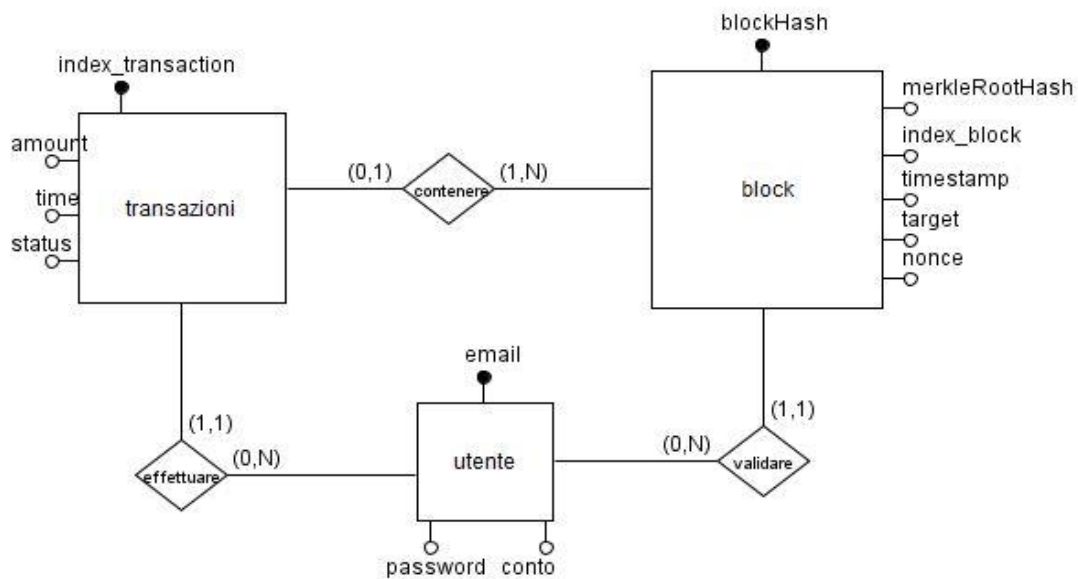 blockHash
index_transaction
merkleRootHash
amount
index_block
(0,1)
contenere
(1,N)
timestamp
time
transazioni
block
target
status
nonce
email
(1,1)
(1,1)
effettuare
(0,N)
utente
(0,N)
validare
password
conto